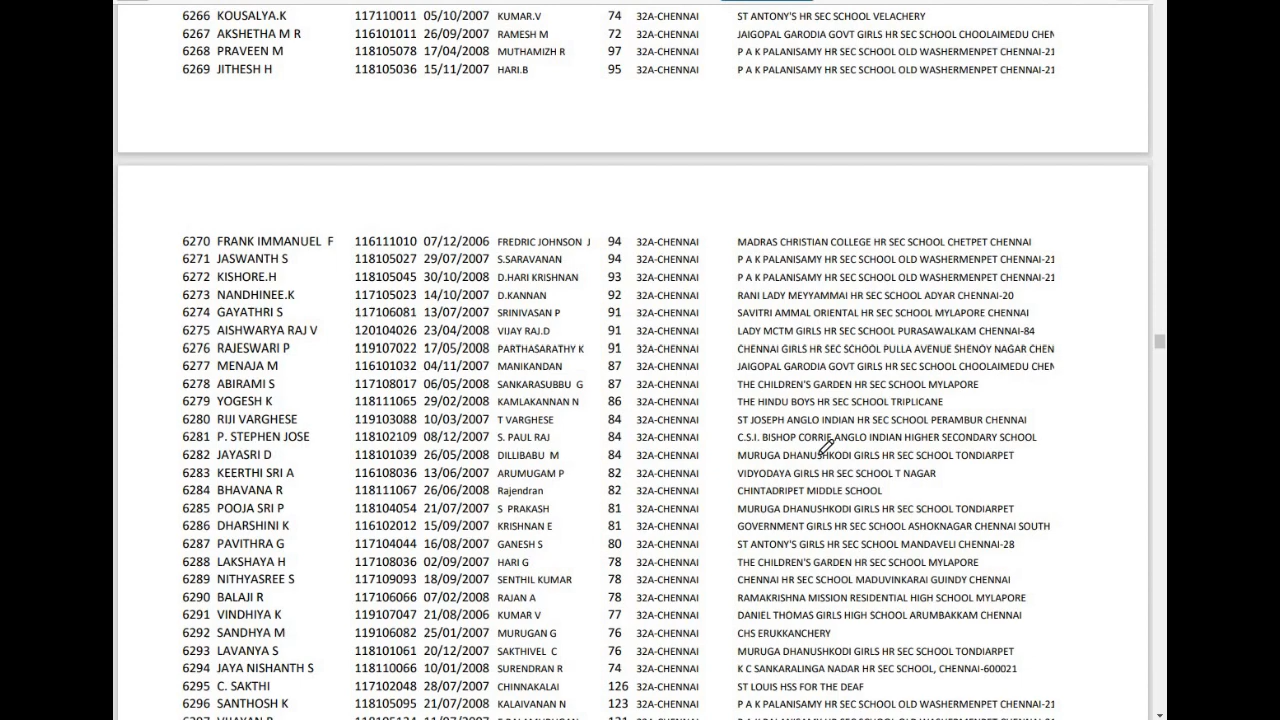 6266 KOUSALYA.K 117110011 05/10/2007 KUMAR.V 74 32A-CHENNAI ST ANTONY'S HR SEC SCHOOL VELACHERY
6267 AKSHETHA M R 116101011 26/09/2007 RAMESH M 72 32A-CHENNAI JAIGOPAL GARODIA GOVT GIRLS HR SEC SCHOOL CHOOLAIMEDU CHEN
6268 PRAVEEN M 118105078 17/04/2008 MUTHAMIZH R 97 32A-CHENNAI P A K PALANISAMY HR SEC SCHOOL OLD WASHERMENPET CHENNAI-21
6269 JITHESH H 118105036 15/11/2007 HARI.B 95 32A-CHENNAI P A K PALANISAMY HR SEC SCHOOL OLD WASHERMENPET CHENNAI-21
6270 FRANK IMMANUEL F 116111010 07/12/2006 FREDRIC JOHNSON J 94 32A-CHENNAI MADRAS CHRISTIAN COLLEGE HR SEC SCHOOL CHETPET CHENNAI
6271 JASWANTH S 118105027 29/07/2007 S.SARAVANAN 94 32A-CHENNAI P A K PALANISAMY HR SEC SCHOOL OLD WASHERMENPET CHENNAI-21
6272 KISHORE.H 118105045 30/10/2008 D.HARI KRISHNAN 93 32A-CHENNAI P A K PALANISAMY HR SEC SCHOOL OLD WASHERMENPET CHENNAI-21
6273 NANDHINEE.K 117105023 14/10/2007 D.KANNAN 92 32A-CHENNAI RANI LADY MEYYAMMAI HR SEC SCHOOL ADYAR CHENNAI-20
6274 GAYATHRI S 117106081 13/07/2007 SRINIVASAN P 91 32A-CHENNAI SAVITRI AMMAL ORIENTAL HR SEC SCHOOL MYLAPORE CHENNAI
6275 AISHWARYA RAJ V 120104026 23/04/2008 VIJAY RAJ.D 91 32A-CHENNAI LADY MCTM GIRLS HR SEC SCHOOL PURASAWALKAM CHENNAI-84
6276 RAJESWARI P 119107022 17/05/2008 PARTHASARATHY K 91 32A-CHENNAI CHENNAI GIRLS HR SEC SCHOOL PULLA AVENUE SHENOY NAGAR CHEN
6277 MENAJA M 116101032 04/11/2007 MANIKANDAN 87 32A-CHENNAI JAIGOPAL GARODIA GOVT GIRLS HR SEC SCHOOL CHOOLAIMEDU CHEN
6278 ABIRAMI S 117108017 06/05/2008 SANKARASUBBU G 87 32A-CHENNAI THE CHILDREN'S GARDEN HR SEC SCHOOL MYLAPORE
6279 YOGESH K 118111065 29/02/2008 KAMLAKANNAN N 86 32A-CHENNAI THE HINDU BOYS HR SEC SCHOOL TRIPLICANE
6280 RIJI VARGHESE 119103088 10/03/2007 T VARGHESE 84 32A-CHENNAI ST JOSEPH ANGLO INDIAN HR SEC SCHOOL PERAMBUR CHENNAI
6281 P. STEPHEN JOSE 118102109 08/12/2007 S. PAUL RAJ 84 32A-CHENNAI C.S.I. BISHOP CORRIE ANGLO INDIAN HIGHER SECONDARY SCHOOL
6282 JAYASRI D 118101039 26/05/2008 DILLIBABU M 84 32A-CHENNAI MURUGA DHANUSHKODI GIRLS HR SEC SCHOOL TONDIARPET
6283 KEERTHI SRI A 116108036 13/06/2007 ARUMUGAM P 82 32A-CHENNAI VIDYODAYA GIRLS HR SEC SCHOOL T NAGAR
6284 BHAVANA R 118111067 26/06/2008 Rajendran 82 32A-CHENNAI CHINTADRIPET MIDDLE SCHOOL
6285 POOJA SRI P 118104054 21/07/2007 S PRAKASH 81 32A-CHENNAI MURUGA DHANUSHKODI GIRLS HR SEC SCHOOL TONDIARPET
6286 DHARSHINI K 116102012 15/09/2007 KRISHNAN E 81 32A-CHENNAI GOVERNMENT GIRLS HR SEC SCHOOL ASHOKNAGAR CHENNAI SOUTH
6287 PAVITHRA G 117104044 16/08/2007 GANESH S 80 32A-CHENNAI ST ANTONY'S GIRLS HR SEC SCHOOL MANDAVELI CHENNAI-28
6288 LAKSHAYA H 117108036 02/09/2007 HARI G 78 32A-CHENNAI THE CHILDREN'S GARDEN HR SEC SCHOOL MYLAPORE
6289 NITHYASREE S 117109093 18/09/2007 SENTHIL KUMAR 78 32A-CHENNAI CHENNAI HR SEC SCHOOL MADUVINKARAI GUINDY CHENNAI
6290 BALAJI R 117106066 07/02/2008 RAJAN A 78 32A-CHENNAI RAMAKRISHNA MISSION RESIDENTIAL HIGH SCHOOL MYLAPORE
6291 VINDHIYA K 119107047 21/08/2006 KUMAR V 77 32A-CHENNAI DANIEL THOMAS GIRLS HIGH SCHOOL ARUMBAKKAM CHENNAI
6292 SANDHYA M 119106082 25/01/2007 MURUGAN G 76 32A-CHENNAI CHS ERUKKANCHERY
6293 LAVANYA S 118101061 20/12/2007 SAKTHIVEL C 76 32A-CHENNAI MURUGA DHANUSHKODI GIRLS HR SEC SCHOOL TONDIARPET
6294 JAYA NISHANTH S 118110066 10/01/2008 SURENDRAN R 74 32A-CHENNAI K C SANKARALINGA NADAR HR SEC SCHOOL, CHENNAI-600021
6295 C. SAKTHI 117102048 28/07/2007 CHINNAKALAI 126 32A-CHENNAI ST LOUIS HSS FOR THE DEAF
6296 SANTHOSH K 118105095 21/07/2008 KALAIVANAN N 123 32A-CHENNAI P A K PALANISAMY HR SEC SCHOOL OLD WASHERMENPET CHENNAI-21